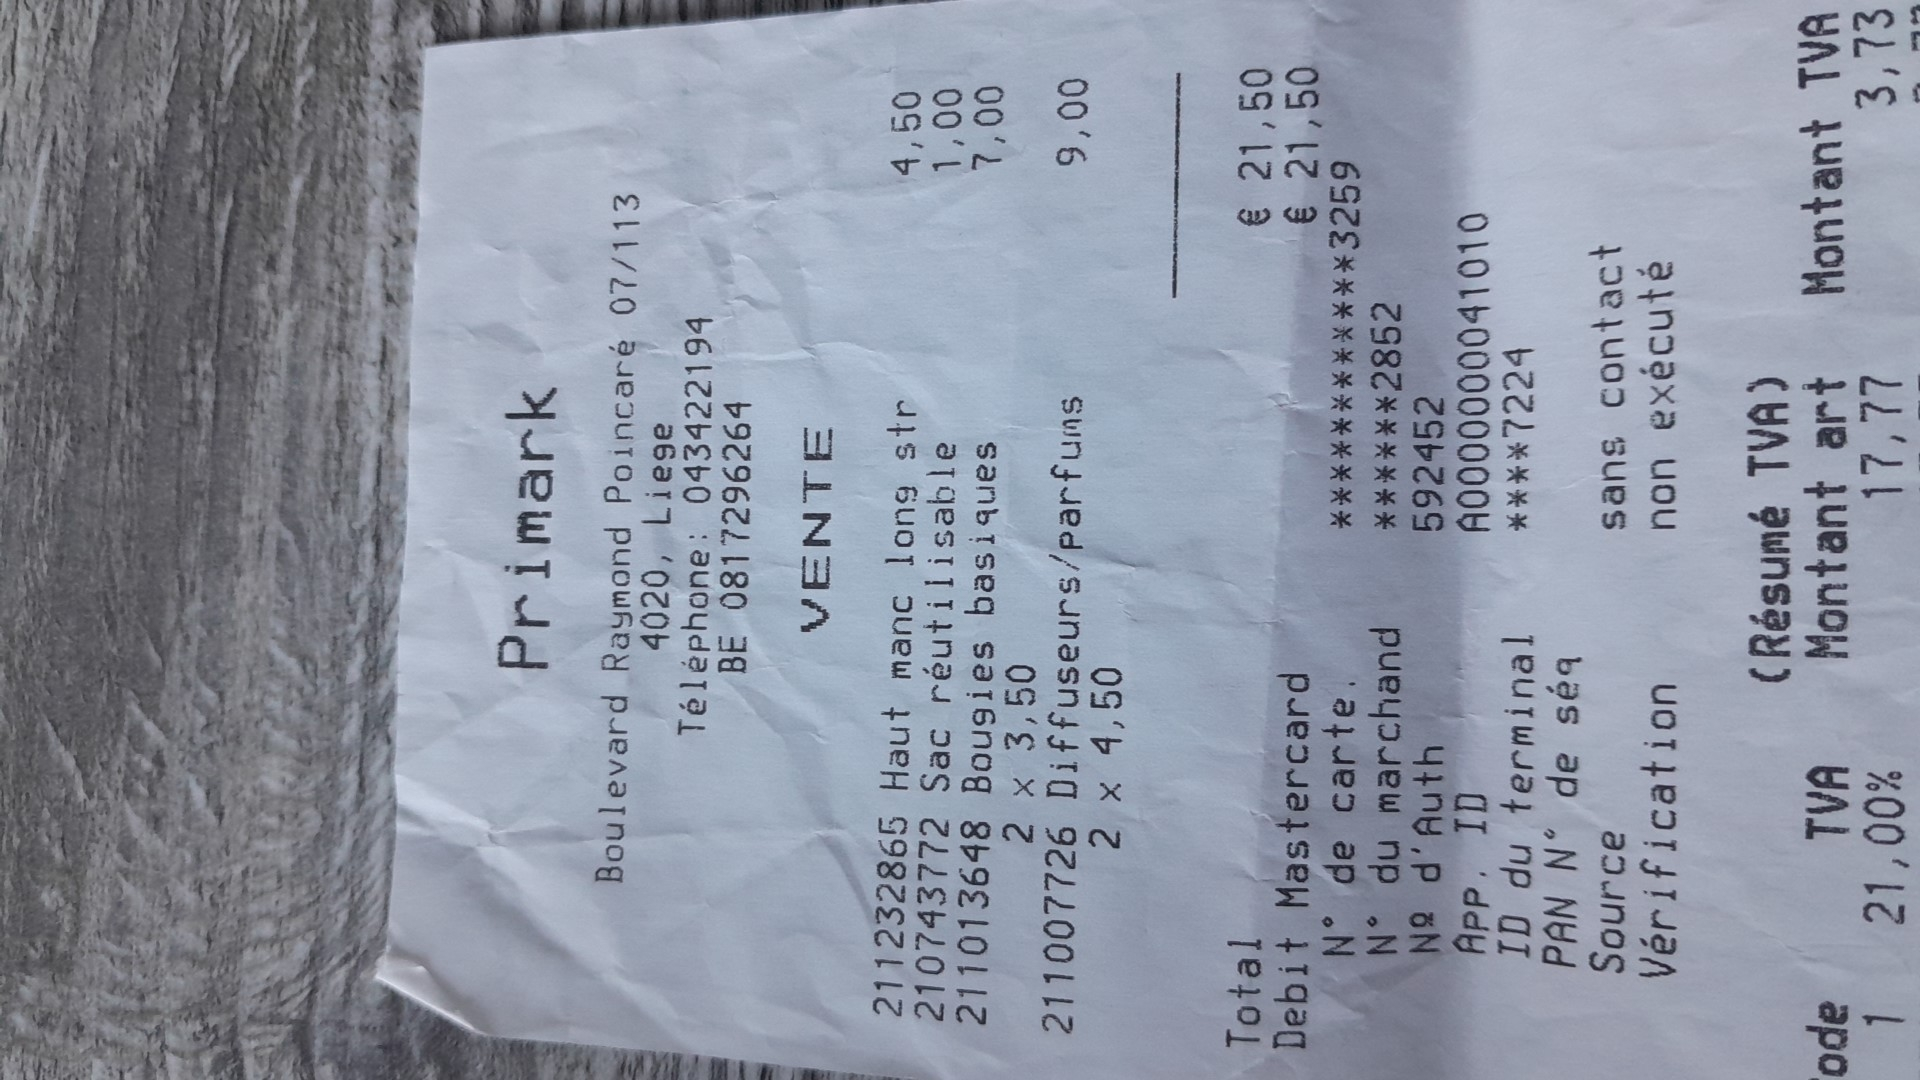 Primark
Boulevard Raymond Poincaré 07/113
4020, Liege
Téléphone: 043422194
BE 0817296264
VENTE
211232865 Haut manc long str 4,50
210743772 Sac réutilisable 1,00
211013648 Bougies basiques 7,00
2 x 3,50
211007726 Diffuseurs/parfums 9,00
2 x 4,50
Total € 21,50
Debit Mastercard € 21,50
N° de carte. ***************3259
N° du marchand ******2852
Nº d'Auth 592452
APP. ID A0000000041010
ID du terminal ****7224
PAN N° de séq
Source sans contact
Vérification non exécuté
(Résumé TVA)
Code TVA Montant art Montant TVA
1 21,00% 17,77 3,73